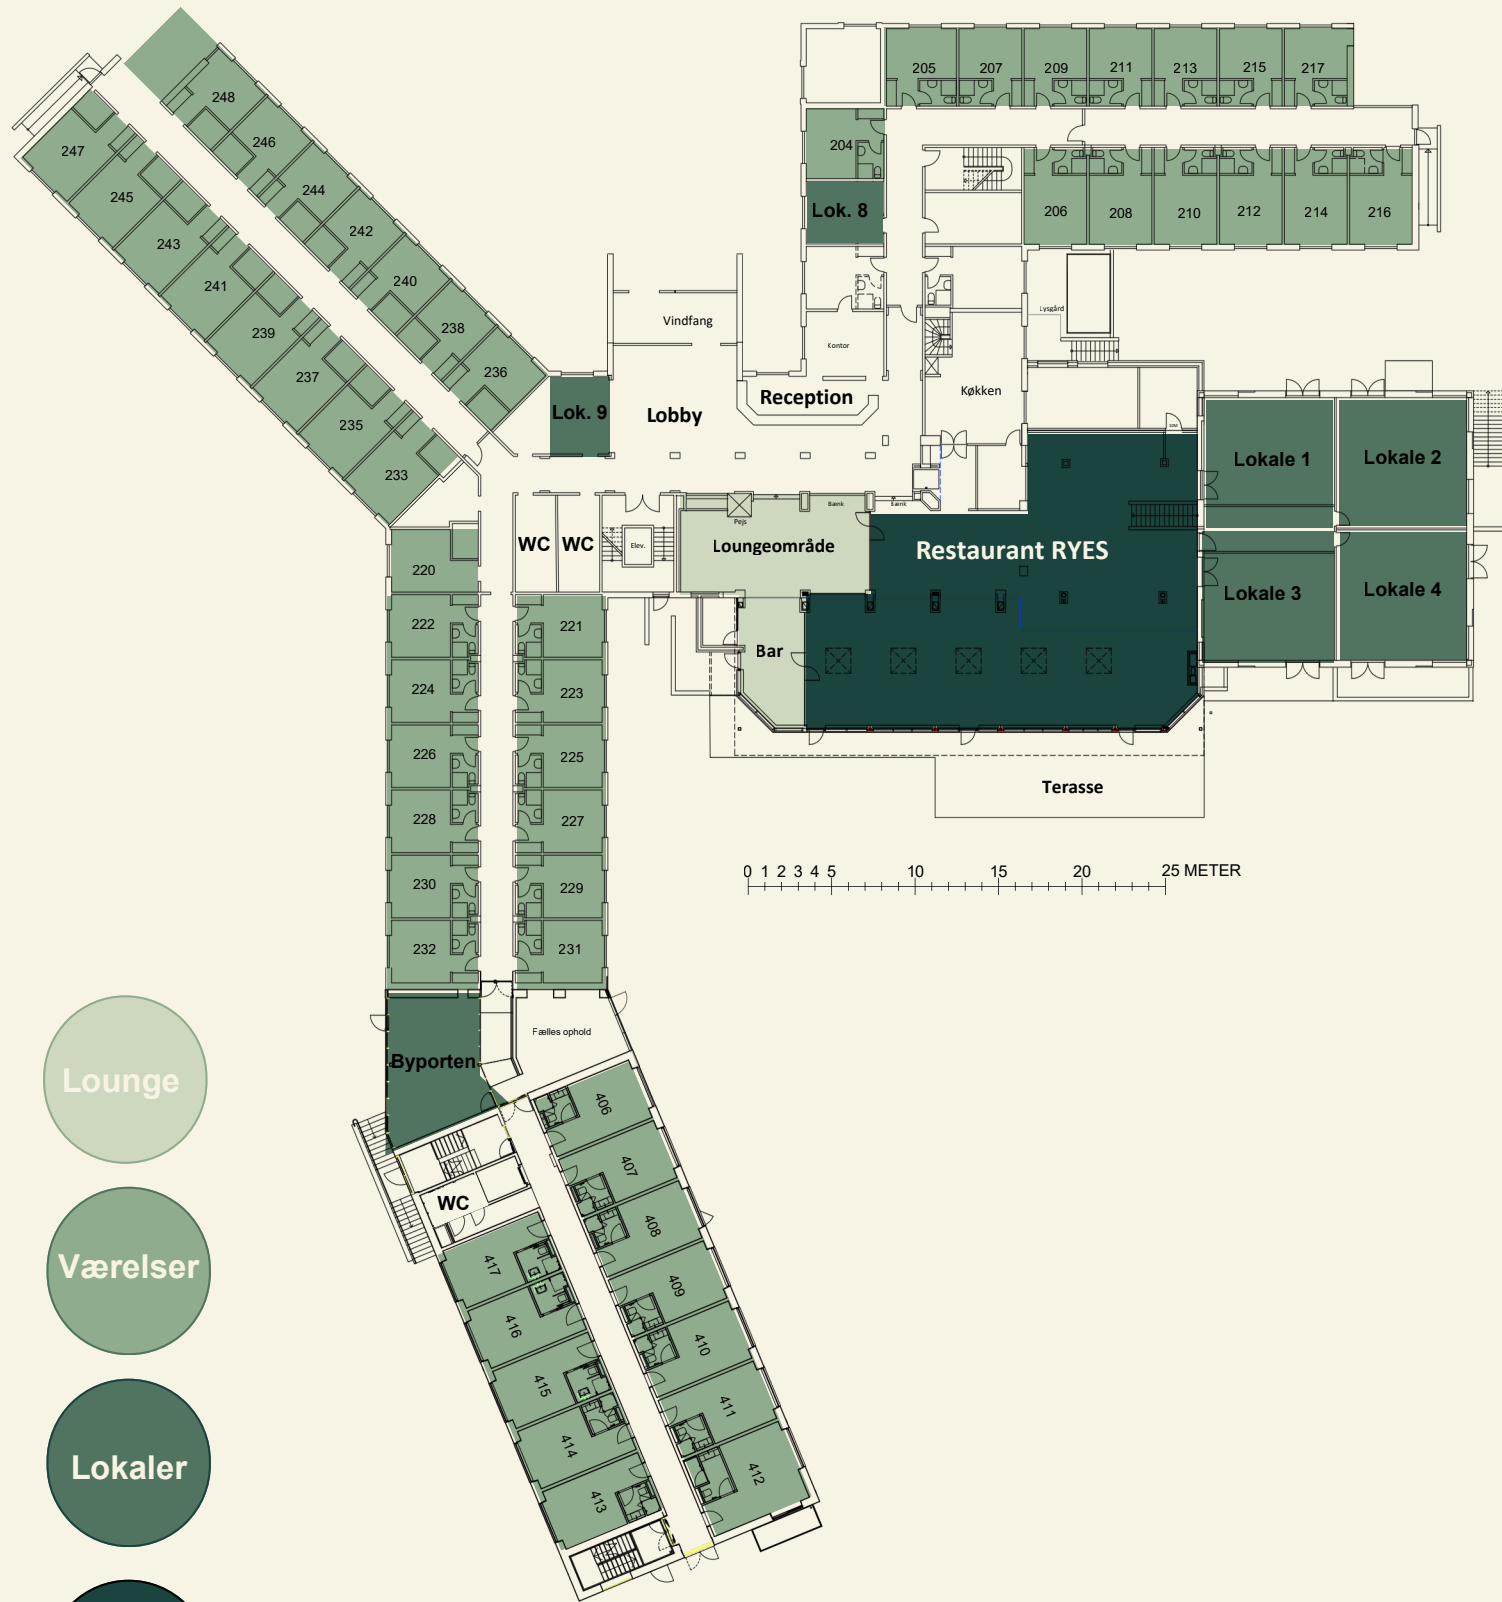 205 207 209 211 213 215 217
204
Lok. 8
206 208 210 212 214 216
248
246
244
242
240
238
236
247
245
243
241
239
237
235
233
Lysgård
Vindfang
Kontor
Køkken
Reception
Lobby
Lok. 9
Lokale 1
Lokale 2
Lokale 3
Lokale 4
Bænk
Bænk
Pejs
Elev.
WC WC
Loungeområde
Restaurant RYES
Bar
Terasse
0 1 2 3 4 5 10 15 20 25 METER
220
222 221
224 223
226 225
228 227
230 229
232 231
Fælles ophold
Byporten
WC
406
407
408
409
410
411
412
417
416
415
414
413
Lounge
Værelser
Lokaler